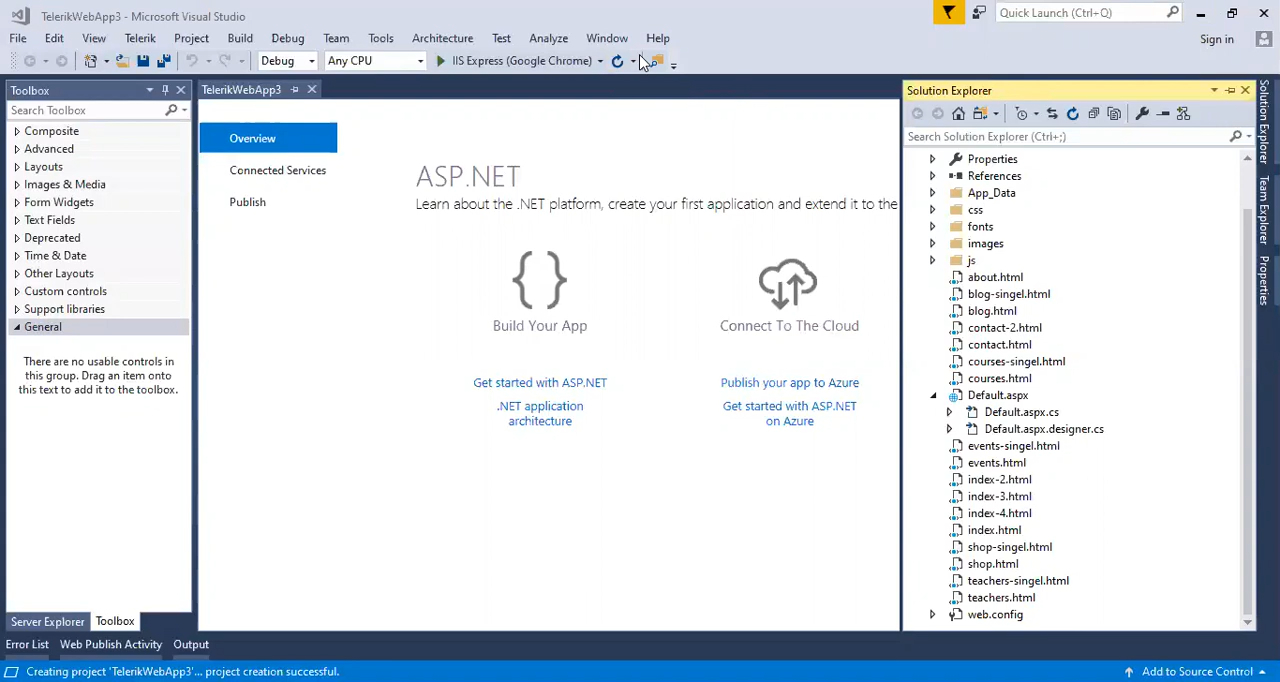 TelerikWebApp3 - Microsoft Visual Studio
Quick Launch (Ctrl+Q)
File Edit View Telerik Project Build Debug Team Tools Architecture Test Analyze Window Help
Sign in
Debug Any CPU IIS Express (Google Chrome)
Toolbox
Search Toolbox
Composite
Advanced
Layouts
Images & Media
Form Widgets
Text Fields
Deprecated
Time & Date
Other Layouts
Custom controls
Support libraries
General
There are no usable controls in
this group. Drag an item onto
this text to add it to the toolbox.
Server Explorer Toolbox
TelerikWebApp3
Overview
Connected Services
Publish
ASP.NET
Learn about the .NET platform, create your first application and extend it to the
Build Your App
Get started with ASP.NET
.NET application
architecture
Connect To The Cloud
Publish your app to Azure
Get started with ASP.NET
on Azure
Solution Explorer
Search Solution Explorer (Ctrl+;)
Properties
References
App_Data
css
fonts
images
js
about.html
blog-singel.html
blog.html
contact-2.html
contact.html
courses-singel.html
courses.html
Default.aspx
Default.aspx.cs
Default.aspx.designer.cs
events-singel.html
events.html
index-2.html
index-3.html
index-4.html
index.html
shop-singel.html
shop.html
teachers-singel.html
teachers.html
web.config
Solution Explorer
Team Explorer
Properties
Error List Web Publish Activity Output
Creating project 'TelerikWebApp3'... project creation successful.
Add to Source Control